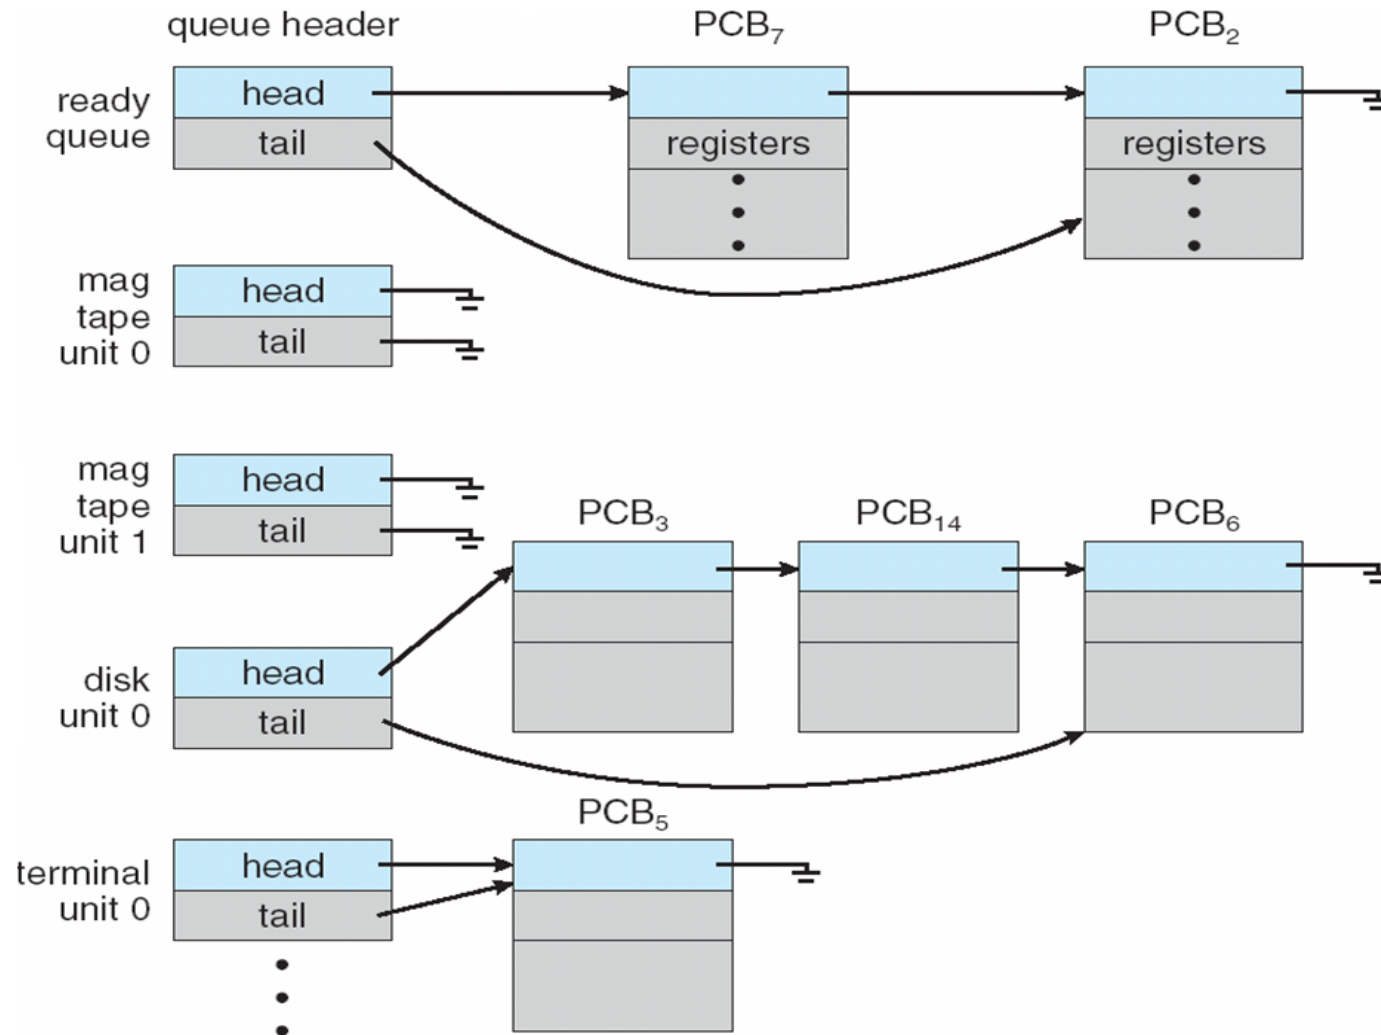 queue header
PCB₇
PCB₂
ready
queue
head
tail
registers
registers
mag
tape
unit 0
head
tail
mag
tape
unit 1
head
tail
PCB₃
PCB₁₄
PCB₆
disk
unit 0
head
tail
PCB₅
terminal
unit 0
head
tail